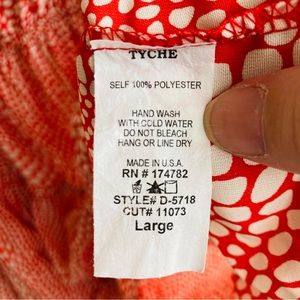 TYCHE
SELF 100% POLYESTER
HAND WASH
WITH COLD WATER
DO NOT BLEACH
HANG OR LINE DRY
MADE IN U.S.A.
RN # 174782
STYLE# D-5718
CUT# 11073
Large